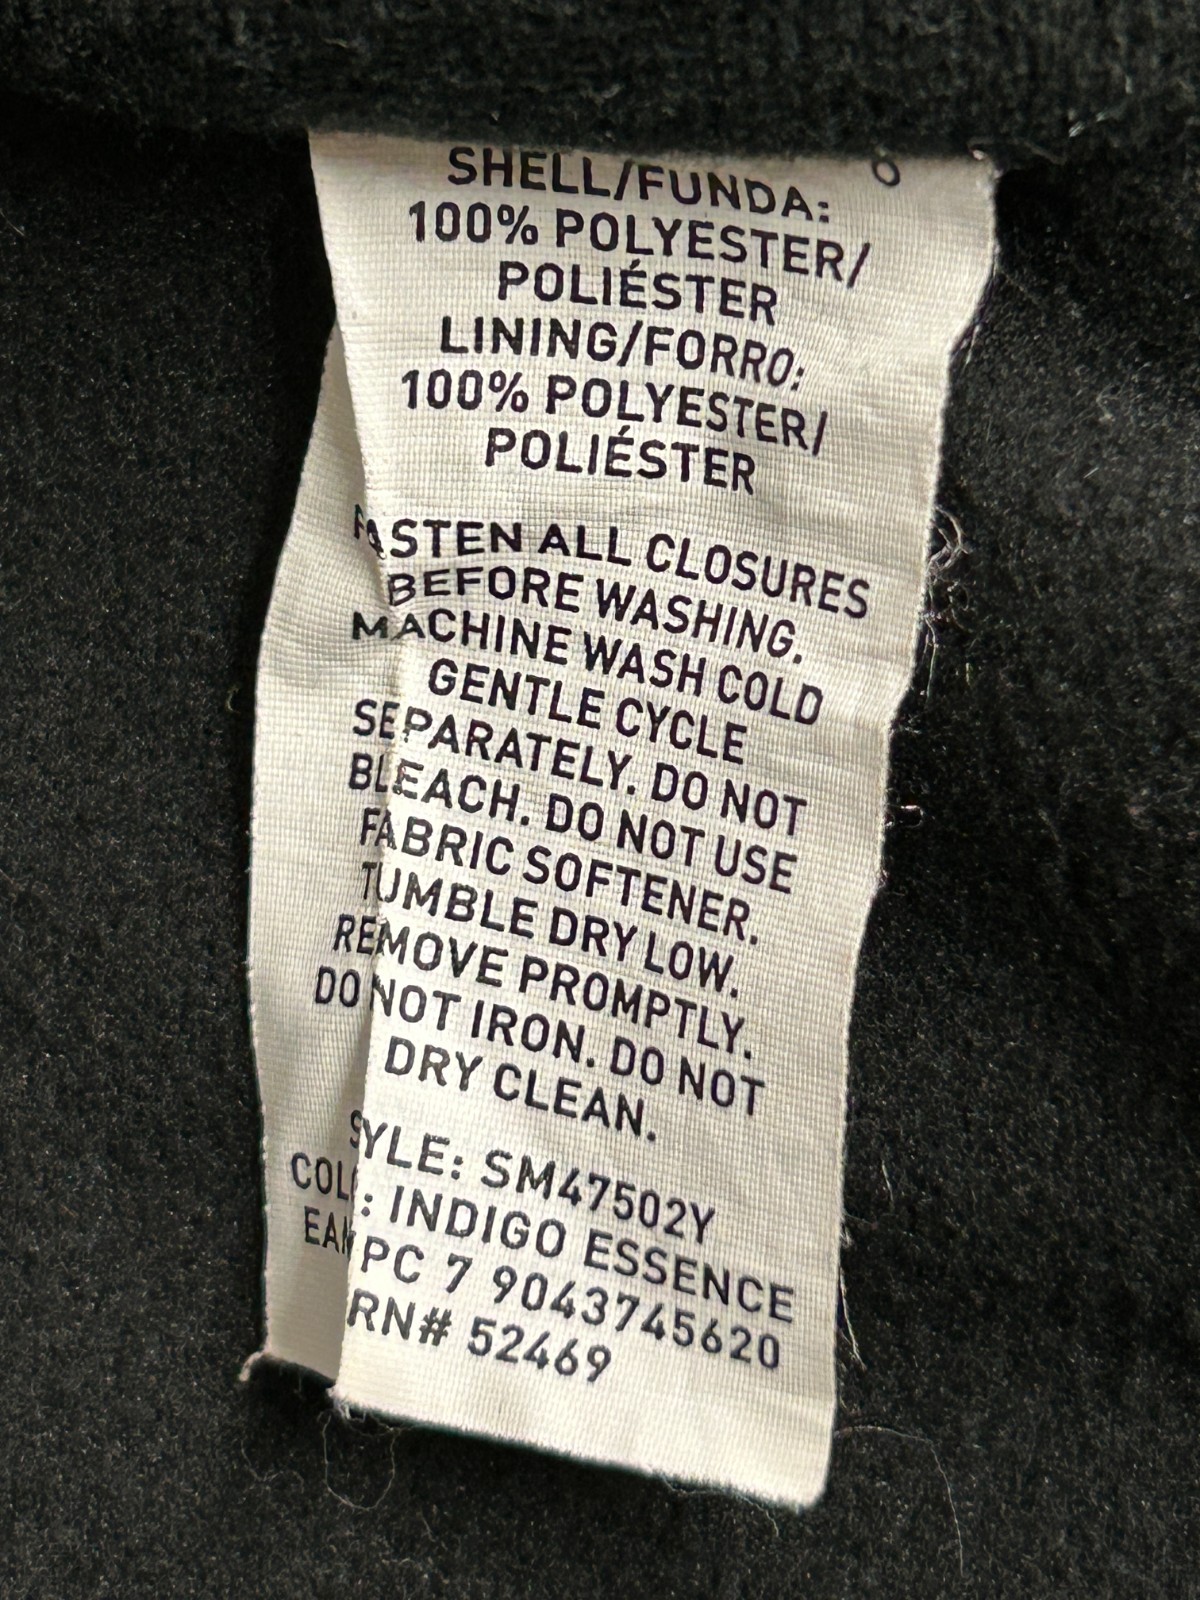 SHELL/FUNDA:
100% POLYESTER/
POLIÉSTER
LINING/FORRO:
100% POLYESTER/
POLIÉSTER
FASTEN ALL CLOSURES
BEFORE WASHING.
MACHINE WASH COLD
GENTLE CYCLE
SEPARATELY. DO NOT
BLEACH. DO NOT USE
FABRIC SOFTENER.
TUMBLE DRY LOW.
REMOVE PROMPTLY.
DO NOT IRON. DO NOT
DRY CLEAN.
SYLE: SM47502Y
COL : INDIGO ESSENCE
PC 7 9043745620
RN# 52469